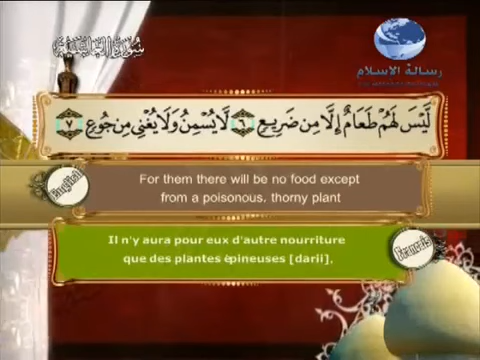 سورة الغاشية
رسالة الاسلام
لَّيْسَ لَهُمْ طَعَامٌ إِلَّا مِن ضَرِيعٍ ٦ لَّا يُسْمِنُ وَلَا يُغْنِي مِن جُوعٍ ٧
English
For them there will be no food except
from a poisonous, thorny plant
Il n'y aura pour eux d'autre nourriture
que des plantes épineuses [darii],
Francais